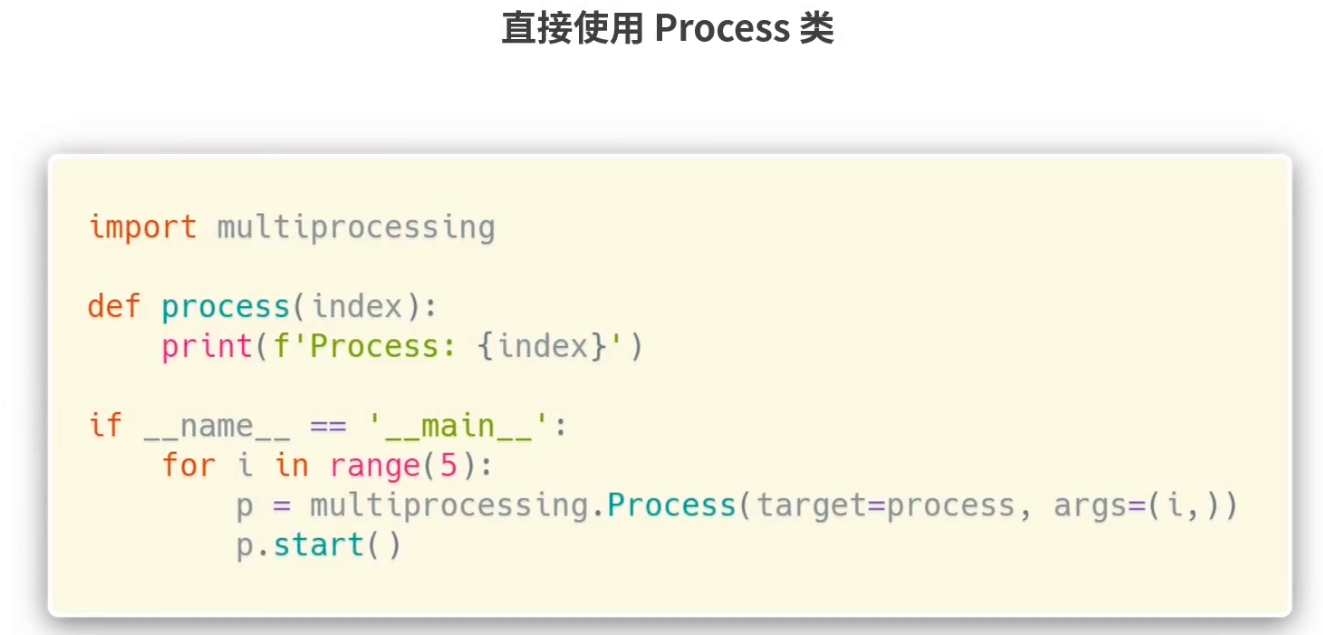 直接使用 Process 类
import multiprocessing
def process(index):
    print(f'Process: {index}')
if __name__ == '__main__':
    for i in range(5):
        p = multiprocessing.Process(target=process, args=(i,))
        p.start()